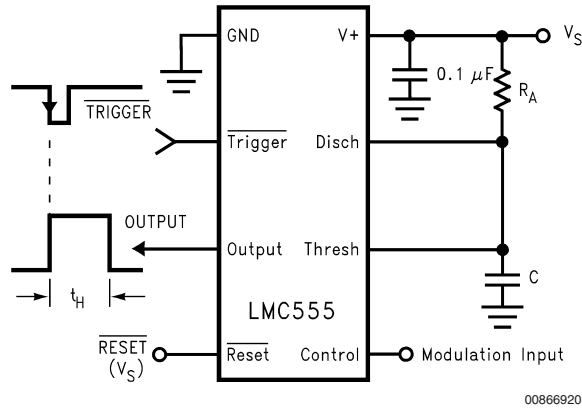 GND
V+
V_S
0.1 μF
R_A
TRIGGER
Trigger
Disch
OUTPUT
Output
Thresh
C
t_H
LMC555
RESET
(V_S)
Reset
Control
Modulation Input
00866920